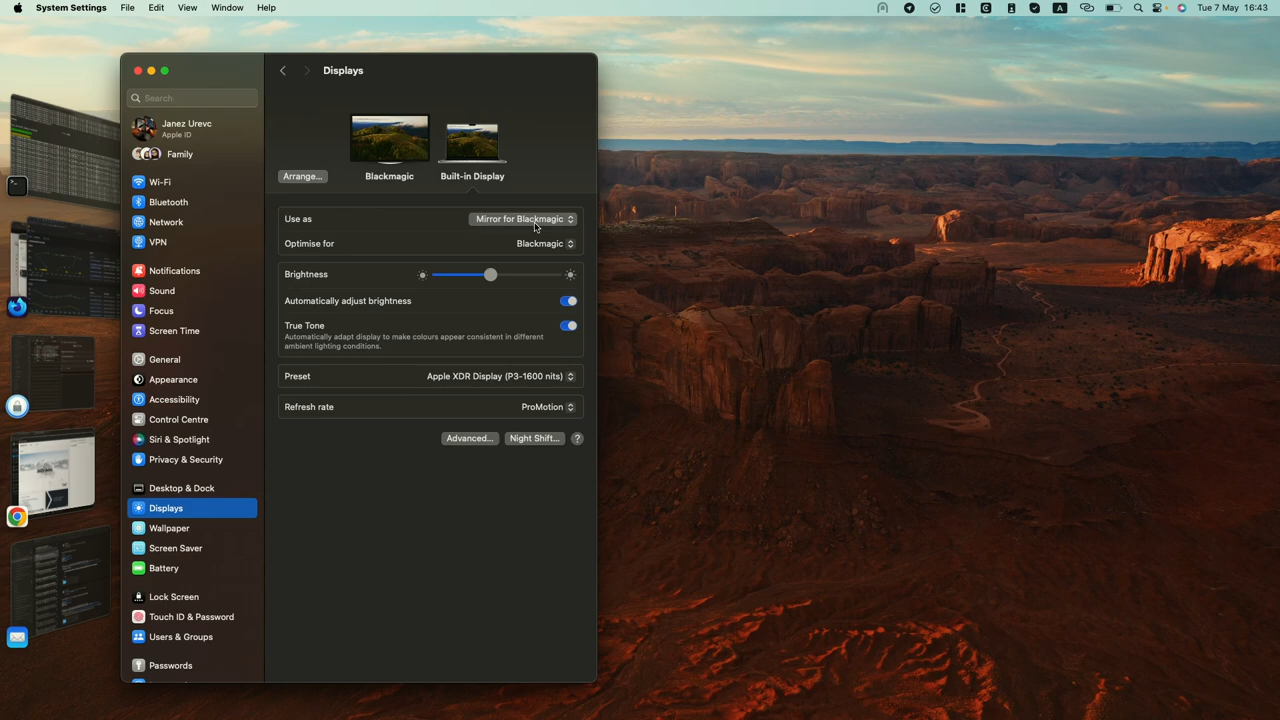 System Settings File Edit View Window Help
Tue 7 May 16:43
Search
Janez Urevc
Apple ID
Family
Wi-Fi
Bluetooth
Network
VPN
Notifications
Sound
Focus
Screen Time
General
Appearance
Accessibility
Control Centre
Siri & Spotlight
Privacy & Security
Desktop & Dock
Displays
Wallpaper
Screen Saver
Battery
Lock Screen
Touch ID & Password
Users & Groups
Passwords
Displays
Arrange...
Blackmagic
Built-in Display
Use as Mirror for Blackmagic
Optimise for Blackmagic
Brightness
Automatically adjust brightness
True Tone
Automatically adapt display to make colours appear consistent in different
ambient lighting conditions.
Preset Apple XDR Display (P3-1600 nits)
Refresh rate ProMotion
Advanced... Night Shift... ?